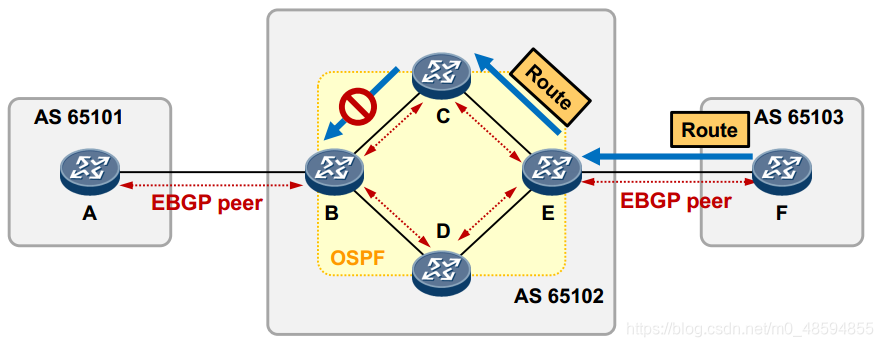 AS 65101
A
EBGP peer
B
C
D
E
OSPF
AS 65102
Route
Route
AS 65103
EBGP peer
F
https://blog.csdn.net/m0_48594855